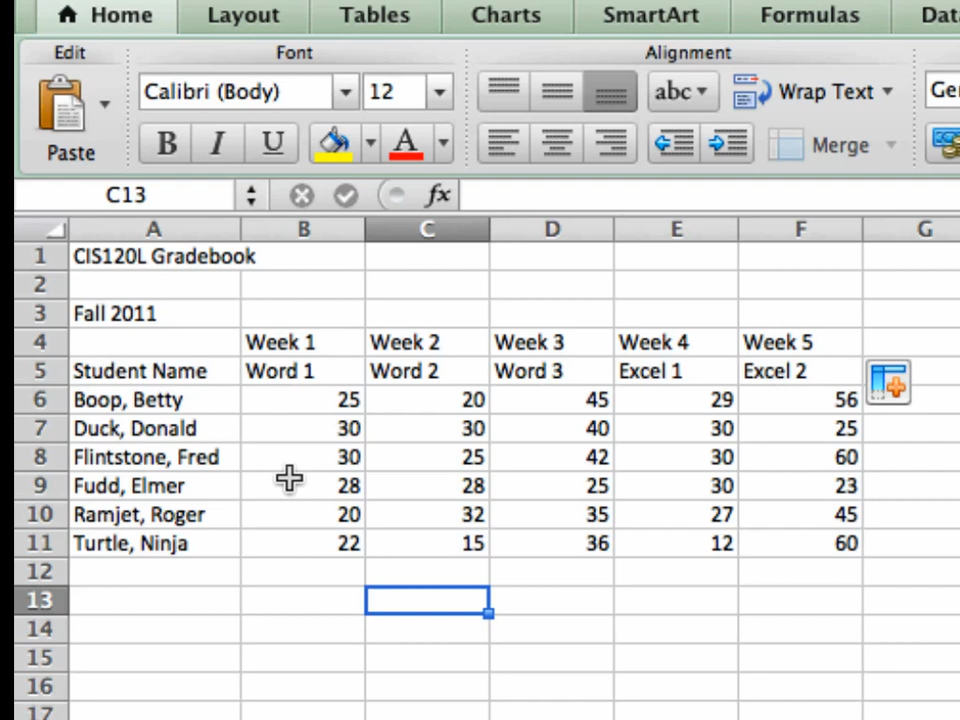 Home Layout Tables Charts SmartArt Formulas
Edit Font Alignment
Calibri (Body) 12 abc Wrap Text
Paste B I U A Merge
C13 fx
A B C D E F G
1 CIS120L Gradebook
2
3 Fall 2011
4 Week 1 Week 2 Week 3 Week 4 Week 5
5 Student Name Word 1 Word 2 Word 3 Excel 1 Excel 2
6 Boop, Betty 25 20 45 29 56
7 Duck, Donald 30 30 40 30 25
8 Flintstone, Fred 30 25 42 30 60
9 Fudd, Elmer 28 28 25 30 23
10 Ramjet, Roger 20 32 35 27 45
11 Turtle, Ninja 22 15 36 12 60
12
13
14
15
16
17